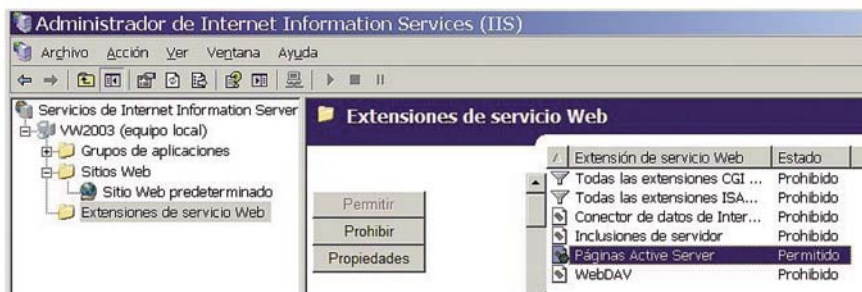 Administrador de Internet Information Services (IIS)
Archivo Acción Ver Ventana Ayuda
Servicios de Internet Information Server
VW2003 (equipo local)
Grupos de aplicaciones
Sitios Web
Sitio Web predeterminado
Extensiones de servicio Web
Extensiones de servicio Web
Permitir
Prohibir
Propiedades
Extensión de servicio Web Estado
Todas las extensiones CGI ... Prohibido
Todas las extensiones ISA... Prohibido
Conector de datos de Inter... Prohibido
Inclusiones de servidor Prohibido
Páginas Active Server Permitido
WebDAV Prohibido